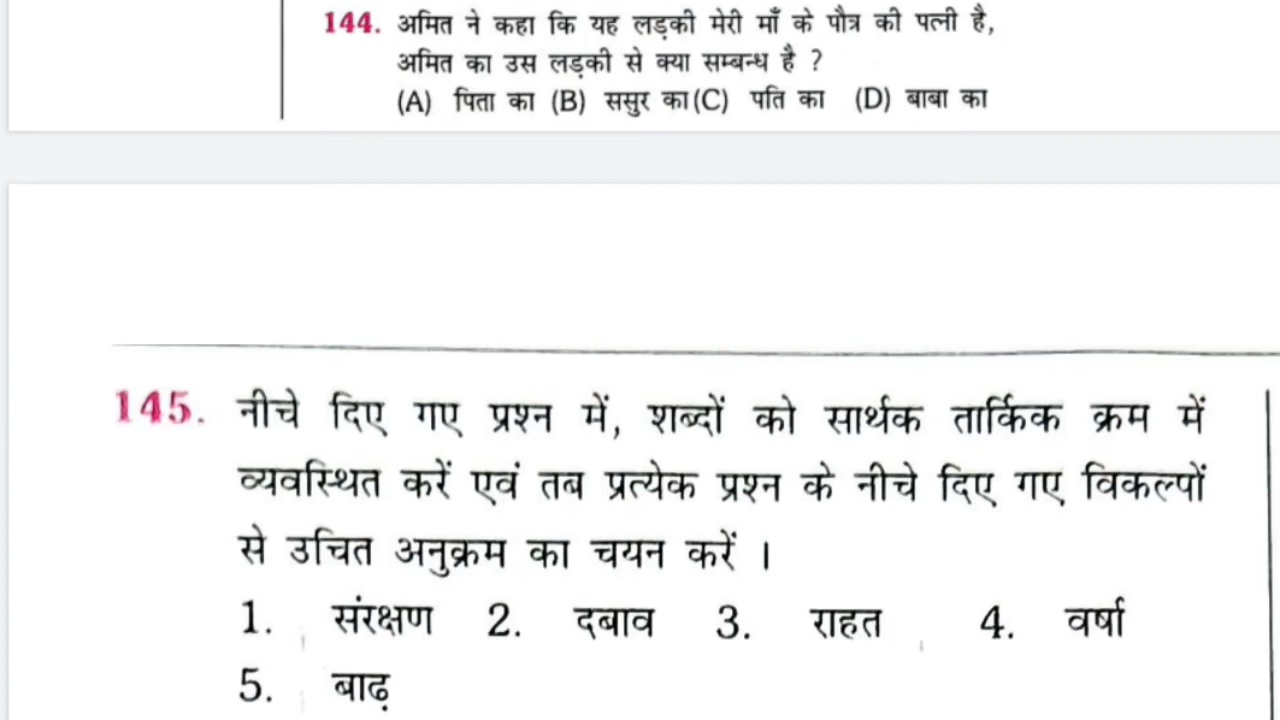 144. अमित ने कहा कि यह लड़की मेरी माँ के पौत्र की पत्नी है,
अमित का उस लड़की से क्या सम्बन्ध है ?
(A) पिता का (B) ससुर का (C) पति का (D) बाबा का
145. नीचे दिए गए प्रश्न में, शब्दों को सार्थक तार्किक क्रम में
व्यवस्थित करें एवं तब प्रत्येक प्रश्न के नीचे दिए गए विकल्पों
से उचित अनुक्रम का चयन करें ।
1. संरक्षण 2. दबाव 3. राहत 4. वर्षा
5. बाढ़